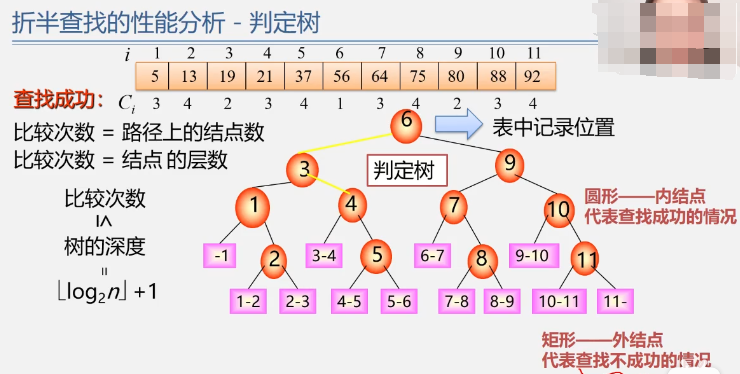 折半查找的性能分析 - 判定树
i 1 2 3 4 5 6 7 8 9 10 11
5 13 19 21 37 56 64 75 80 88 92
查找成功: Ci 3 4 2 3 4 1 3 4 2 3 4
比较次数 = 路径上的结点数
比较次数 = 结点的层数
6
表中记录位置
3
判定树
9
比较次数
≤
树的深度
=
⌊log₂n⌋ +1
1 4 7 10
圆形——内结点
代表查找成功的情况
-1 3-4 6-7 9-10
2 5 8 11
1-2 2-3 4-5 5-6 7-8 8-9 10-11 11-
矩形——外结点
代表查找不成功的情况